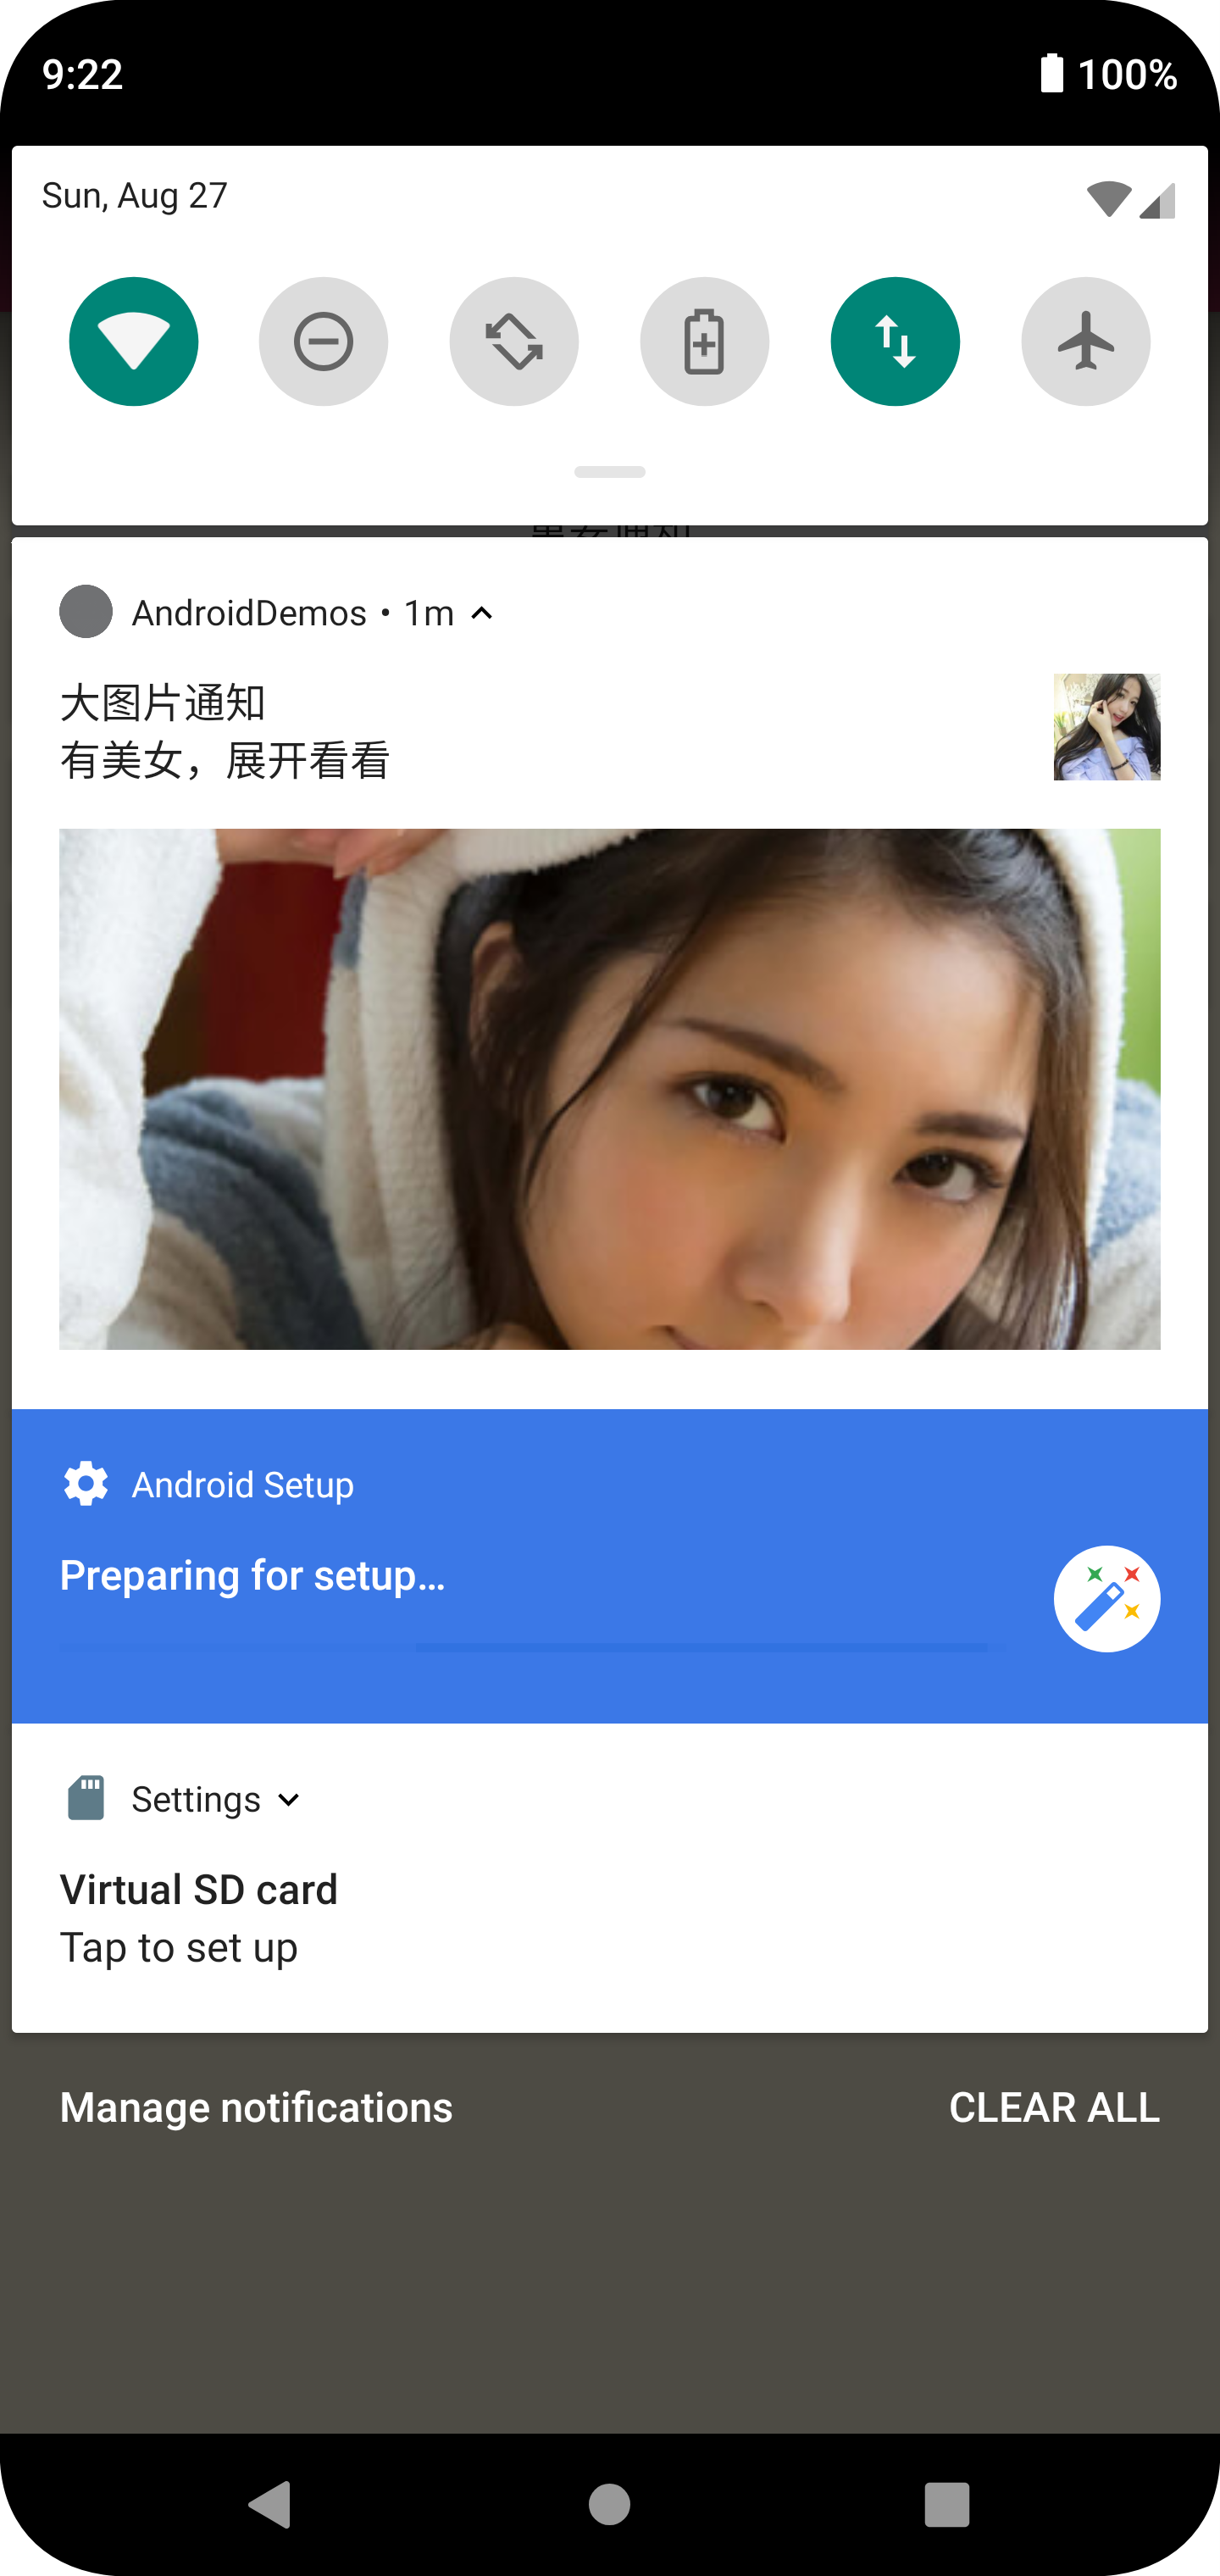 9:22 100%
Sun, Aug 27
AndroidDemos • 1m
大图片通知
有美女，展开看看
Android Setup
Preparing for setup…
Settings
Virtual SD card
Tap to set up
Manage notifications CLEAR ALL